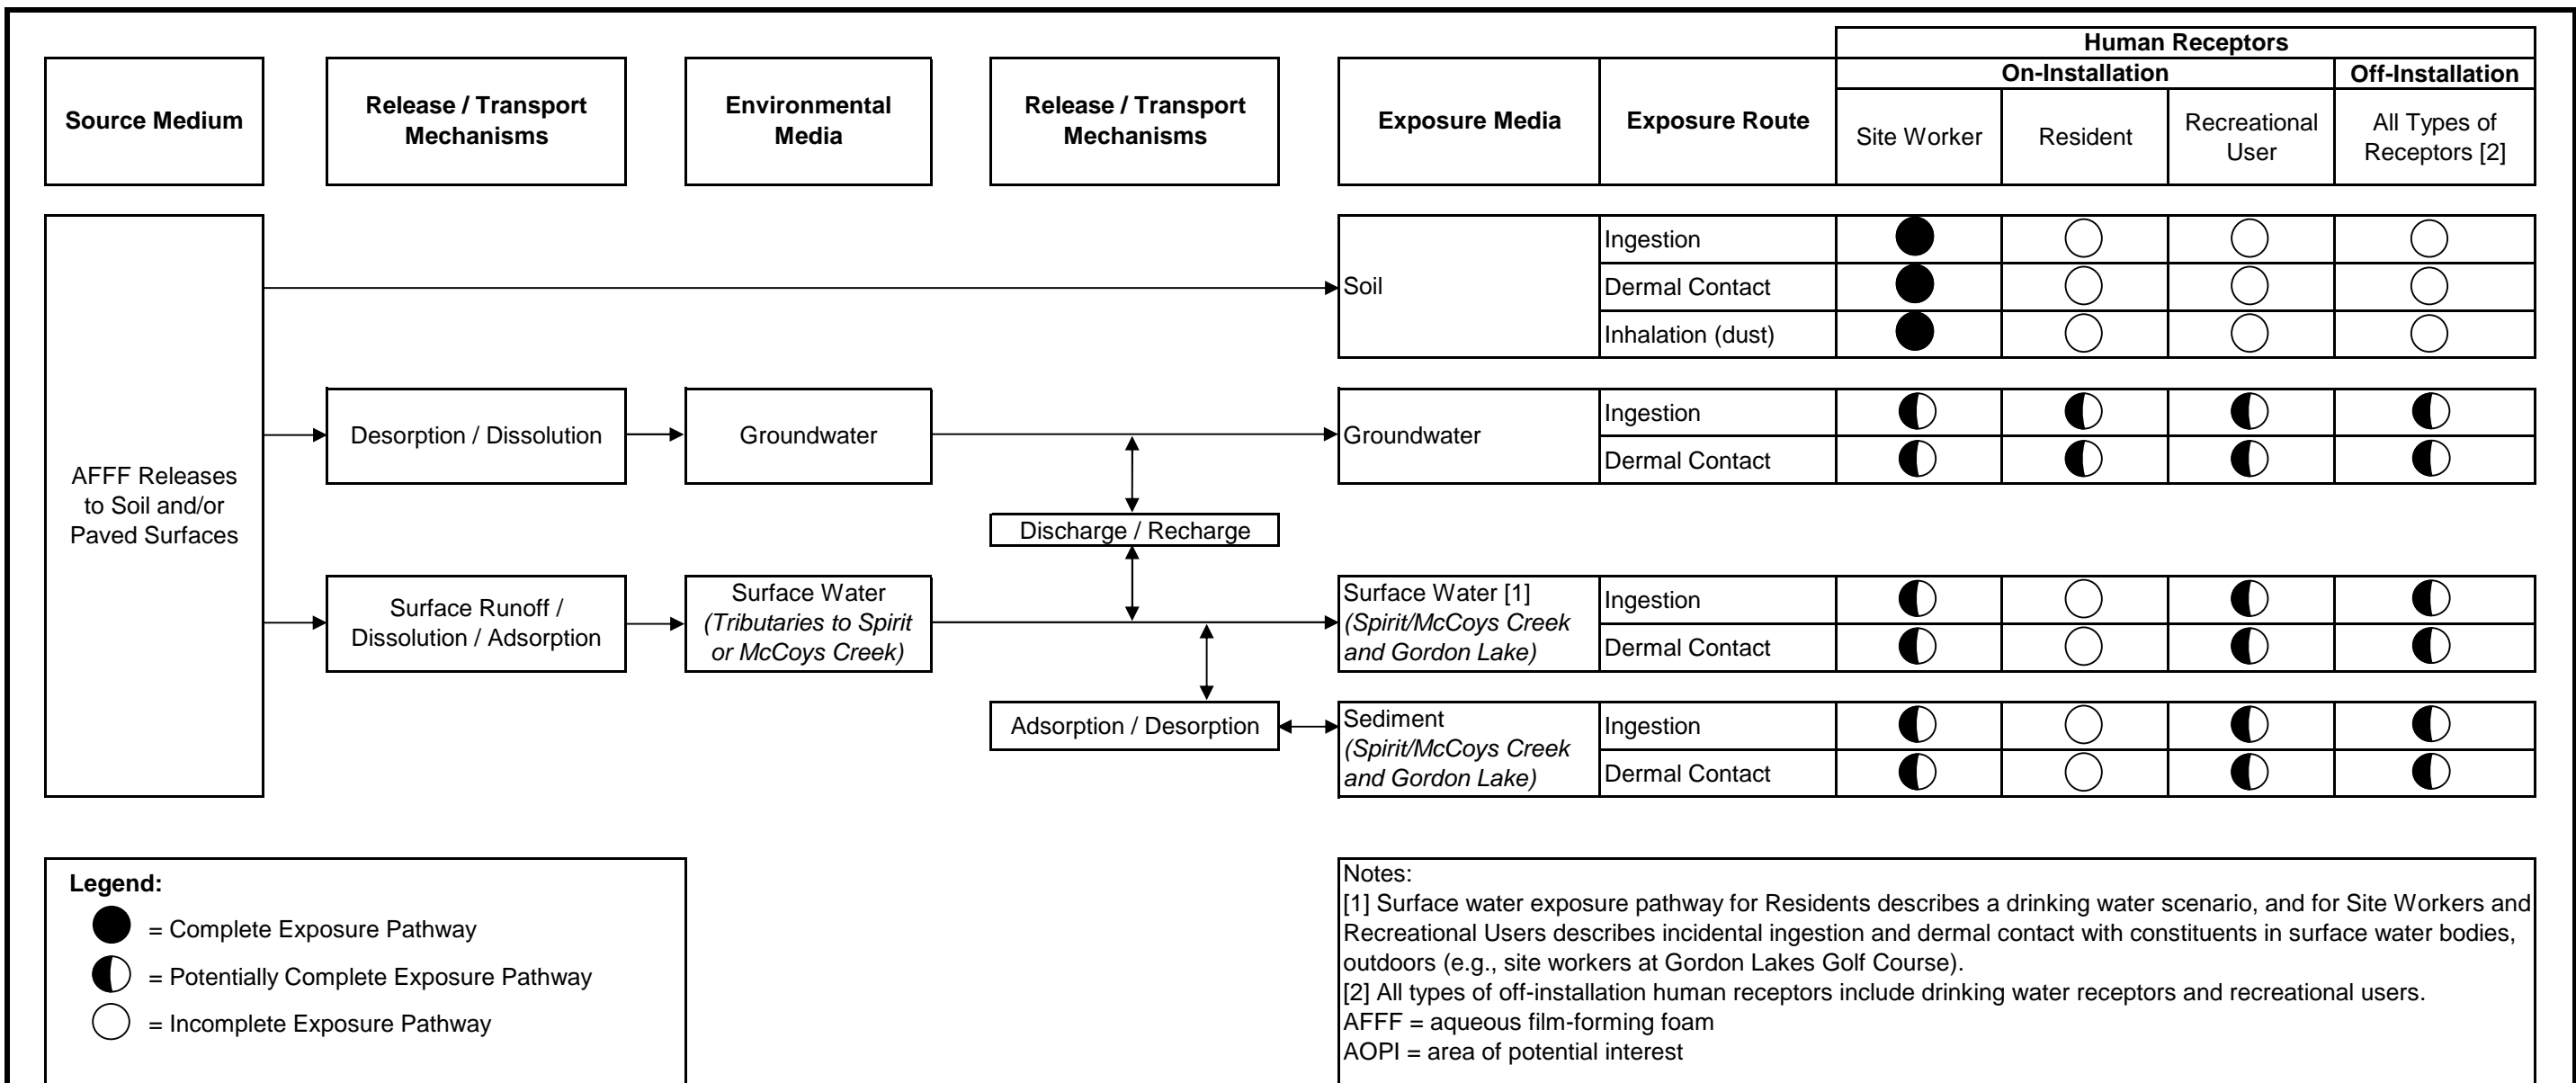 Human Receptors
On-Installation
Off-Installation
Source Medium
Release / Transport
Mechanisms
Environmental
Media
Release / Transport
Mechanisms
Exposure Media
Exposure Route
Site Worker
Resident
Recreational
User
All Types of
Receptors [2]
AFFF Releases
to Soil and/or
Paved Surfaces
Soil
Ingestion
Dermal Contact
Inhalation (dust)
Desorption / Dissolution
Groundwater
Groundwater
Ingestion
Dermal Contact
Discharge / Recharge
Surface Runoff /
Dissolution / Adsorption
Surface Water
(Tributaries to Spirit
or McCoys Creek)
Surface Water [1]
(Spirit/McCoys Creek
and Gordon Lake)
Ingestion
Dermal Contact
Adsorption / Desorption
Sediment
(Spirit/McCoys Creek
and Gordon Lake)
Ingestion
Dermal Contact
Legend:
= Complete Exposure Pathway
= Potentially Complete Exposure Pathway
= Incomplete Exposure Pathway
Notes:
[1] Surface water exposure pathway for Residents describes a drinking water scenario, and for Site Workers and
Recreational Users describes incidental ingestion and dermal contact with constituents in surface water bodies,
outdoors (e.g., site workers at Gordon Lakes Golf Course).
[2] All types of off-installation human receptors include drinking water receptors and recreational users.
AFFF = aqueous film-forming foam
AOPI = area of potential interest